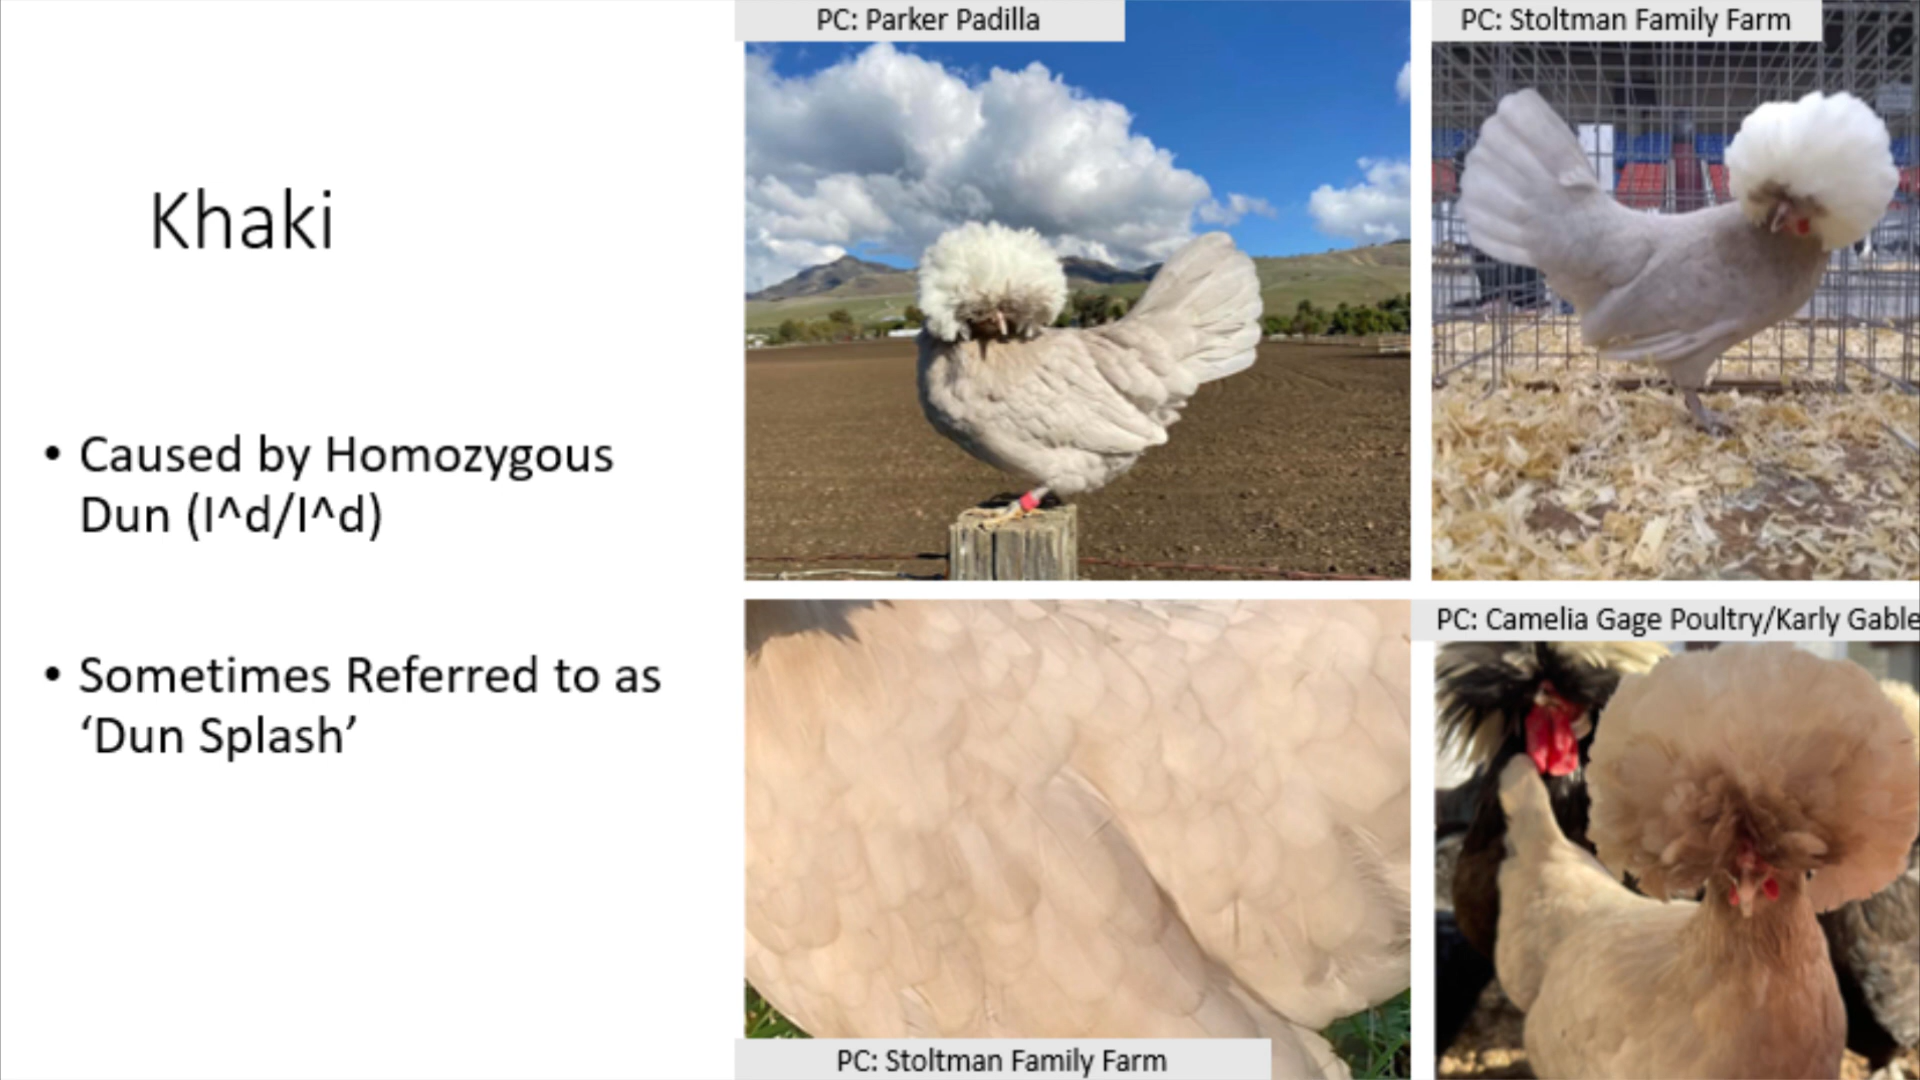 Khaki
• Caused by Homozygous
Dun (I^d/I^d)
• Sometimes Referred to as
‘Dun Splash’
PC: Parker Padilla
PC: Stoltman Family Farm
PC: Stoltman Family Farm
PC: Camelia Gage Poultry/Karly Gable